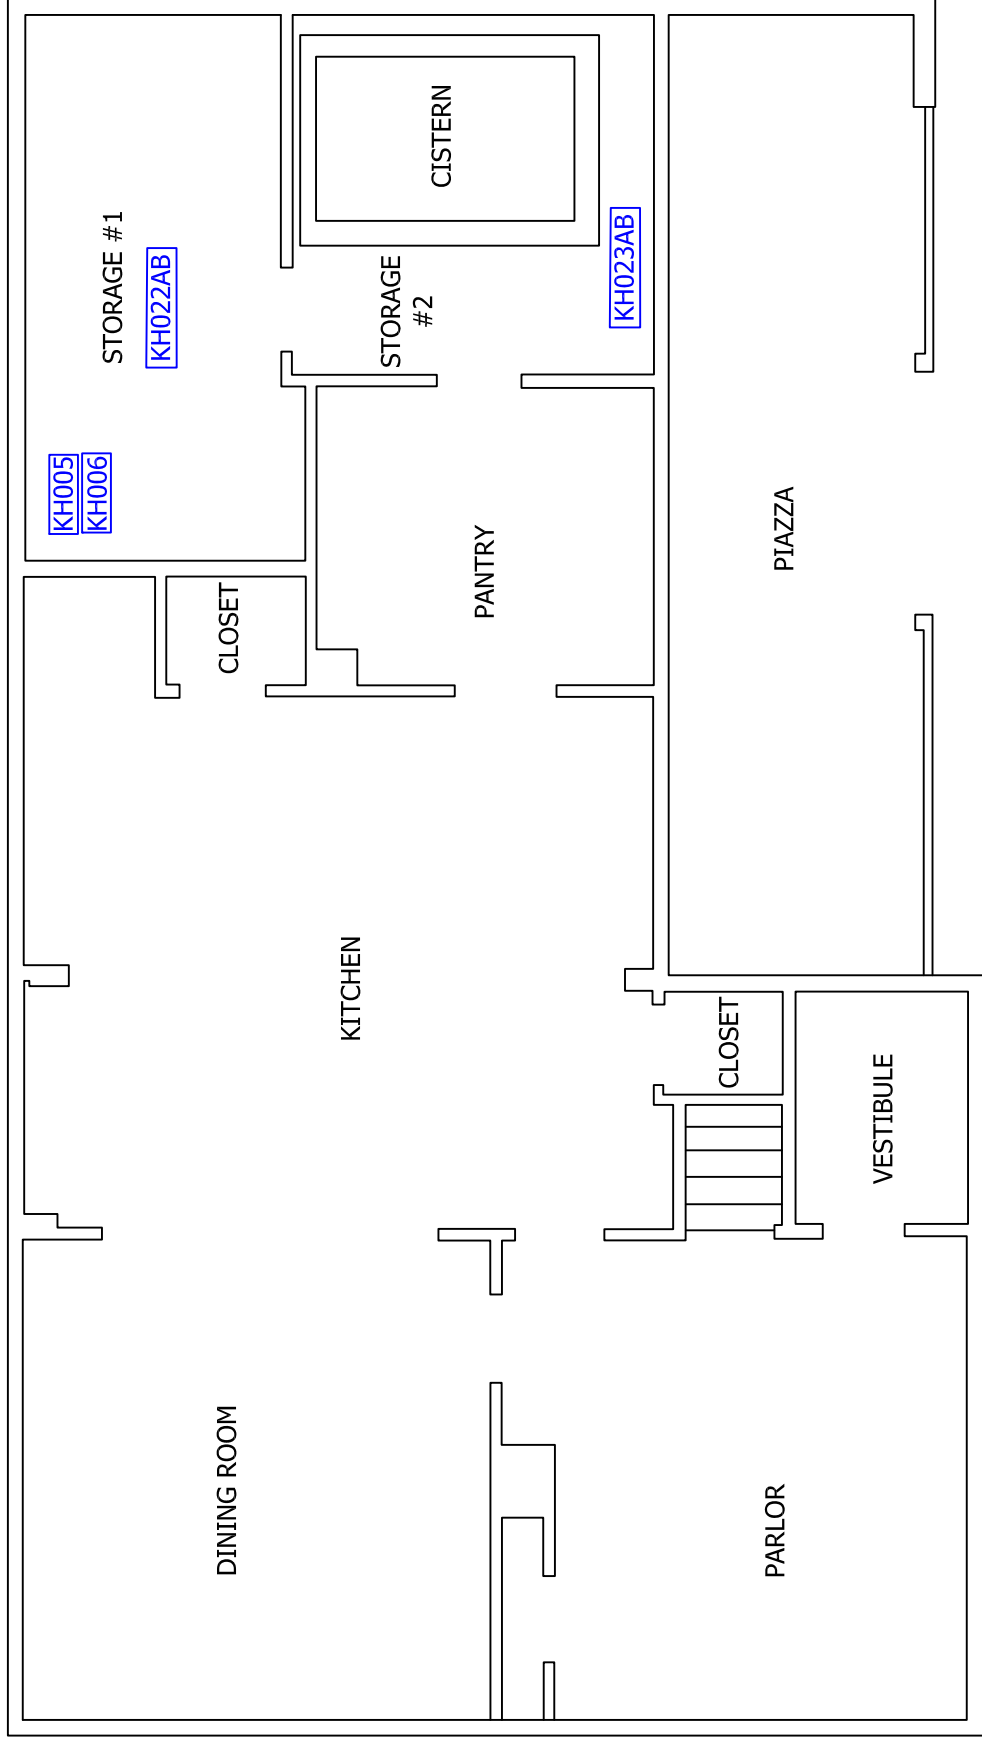 STORAGE #1
KH022AB
KH005
KH006
CISTERN
STORAGE
#2
KH023AB
CLOSET
PANTRY
PIAZZA
KITCHEN
CLOSET
VESTIBULE
DINING ROOM
PARLOR